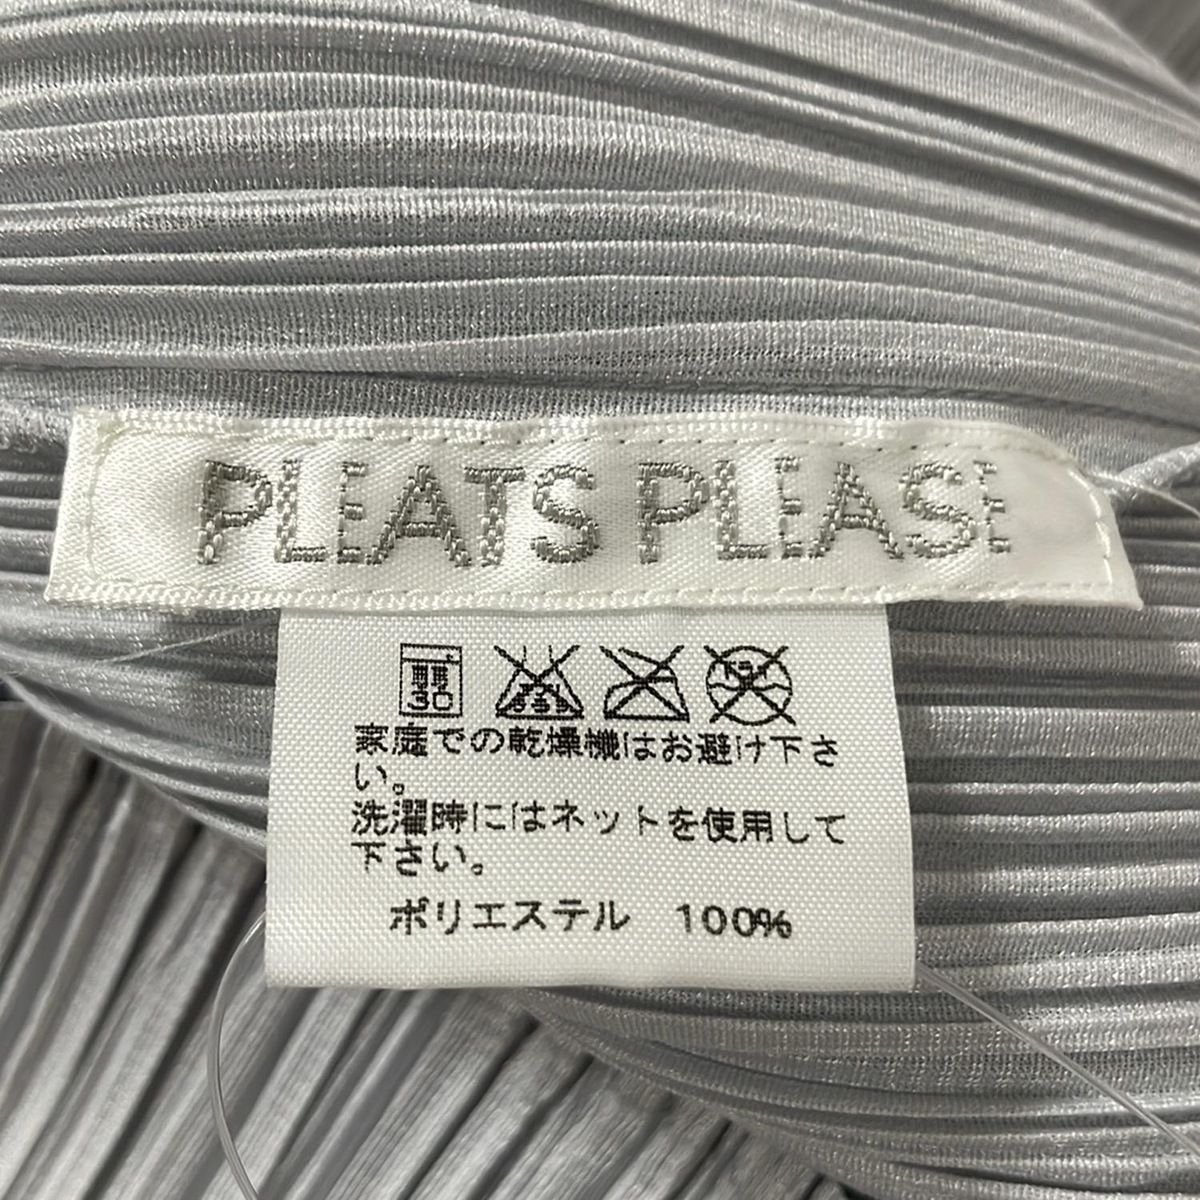 PLEATS PLEASE
弱
30
家庭での乾燥機はお避け下さ
い。
洗濯時にはネットを使用して
下さい。
ポリエステル 100%